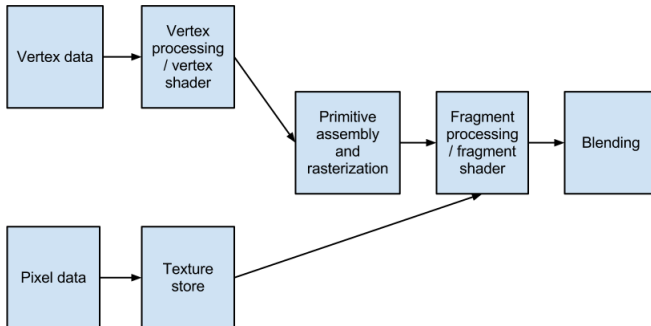 Vertex data
Vertex
processing
/ vertex
shader
Primitive
assembly
and
rasterization
Fragment
processing
/ fragment
shader
Blending
Pixel data
Texture
store